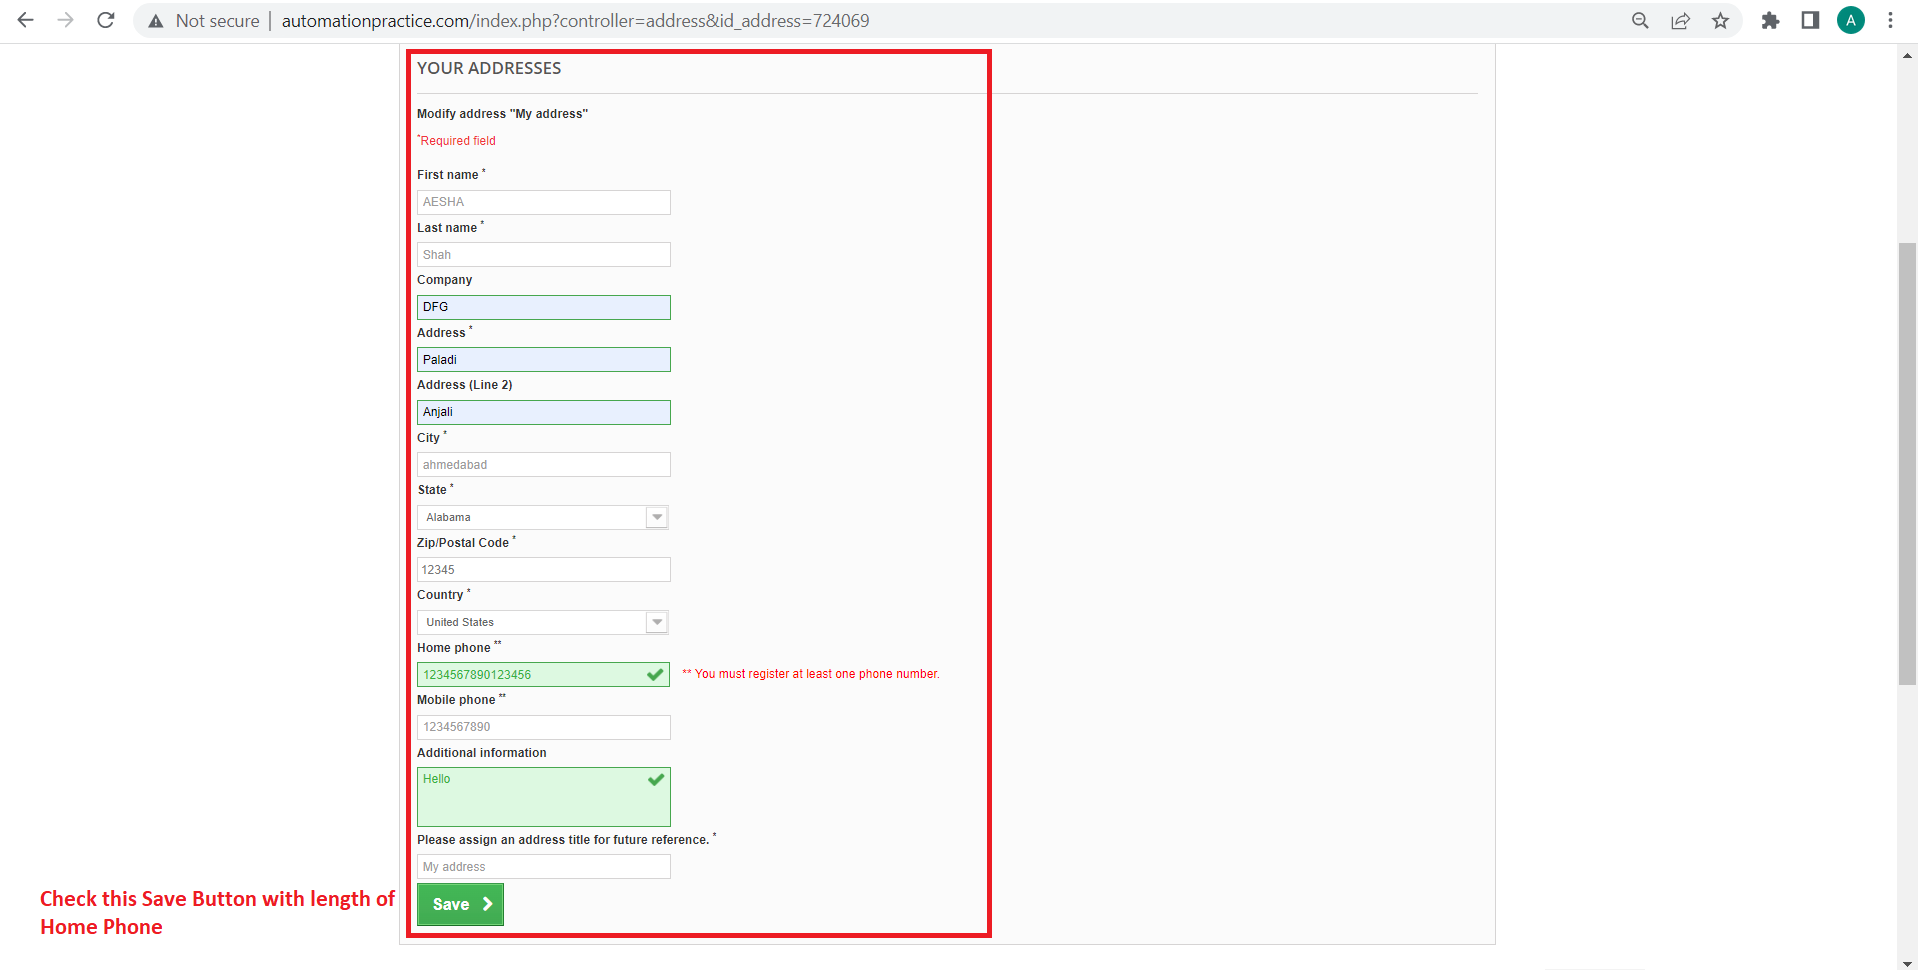 Not secure | automationpractice.com/index.php?controller=address&id_address=724069
A
YOUR ADDRESSES
Modify address "My address"
*Required field
First name *
AESHA
Last name *
Shah
Company
DFG
Address *
Paladi
Address (Line 2)
Anjali
City *
ahmedabad
State *
Alabama
Zip/Postal Code *
12345
Country *
United States
Home phone **
1234567890123456
** You must register at least one phone number.
Mobile phone **
1234567890
Additional information
Hello
Please assign an address title for future reference. *
My address
Save
Check this Save Button with length of
Home Phone